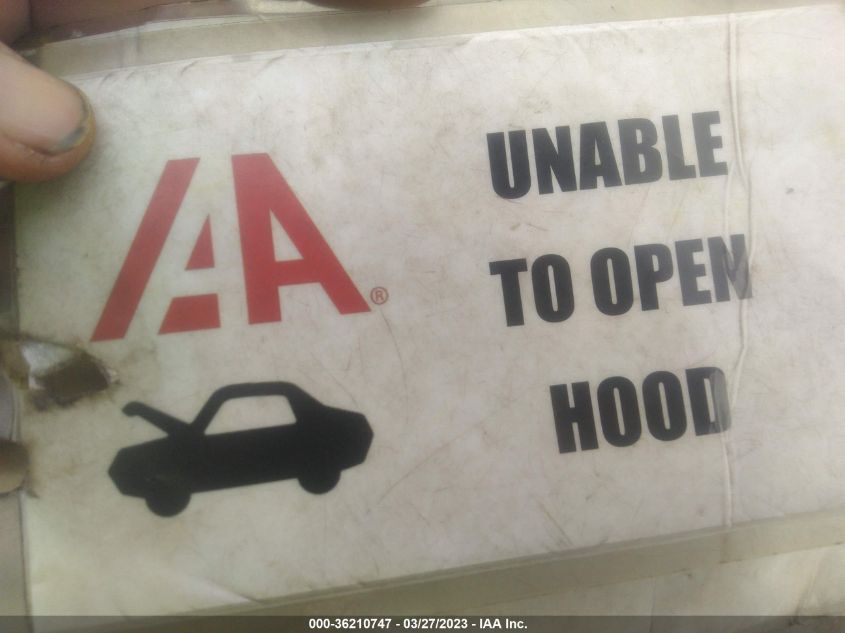 IAA®
UNABLE
TO OPEN
HOOD
000-36210747 - 03/27/2023 - IAA Inc.